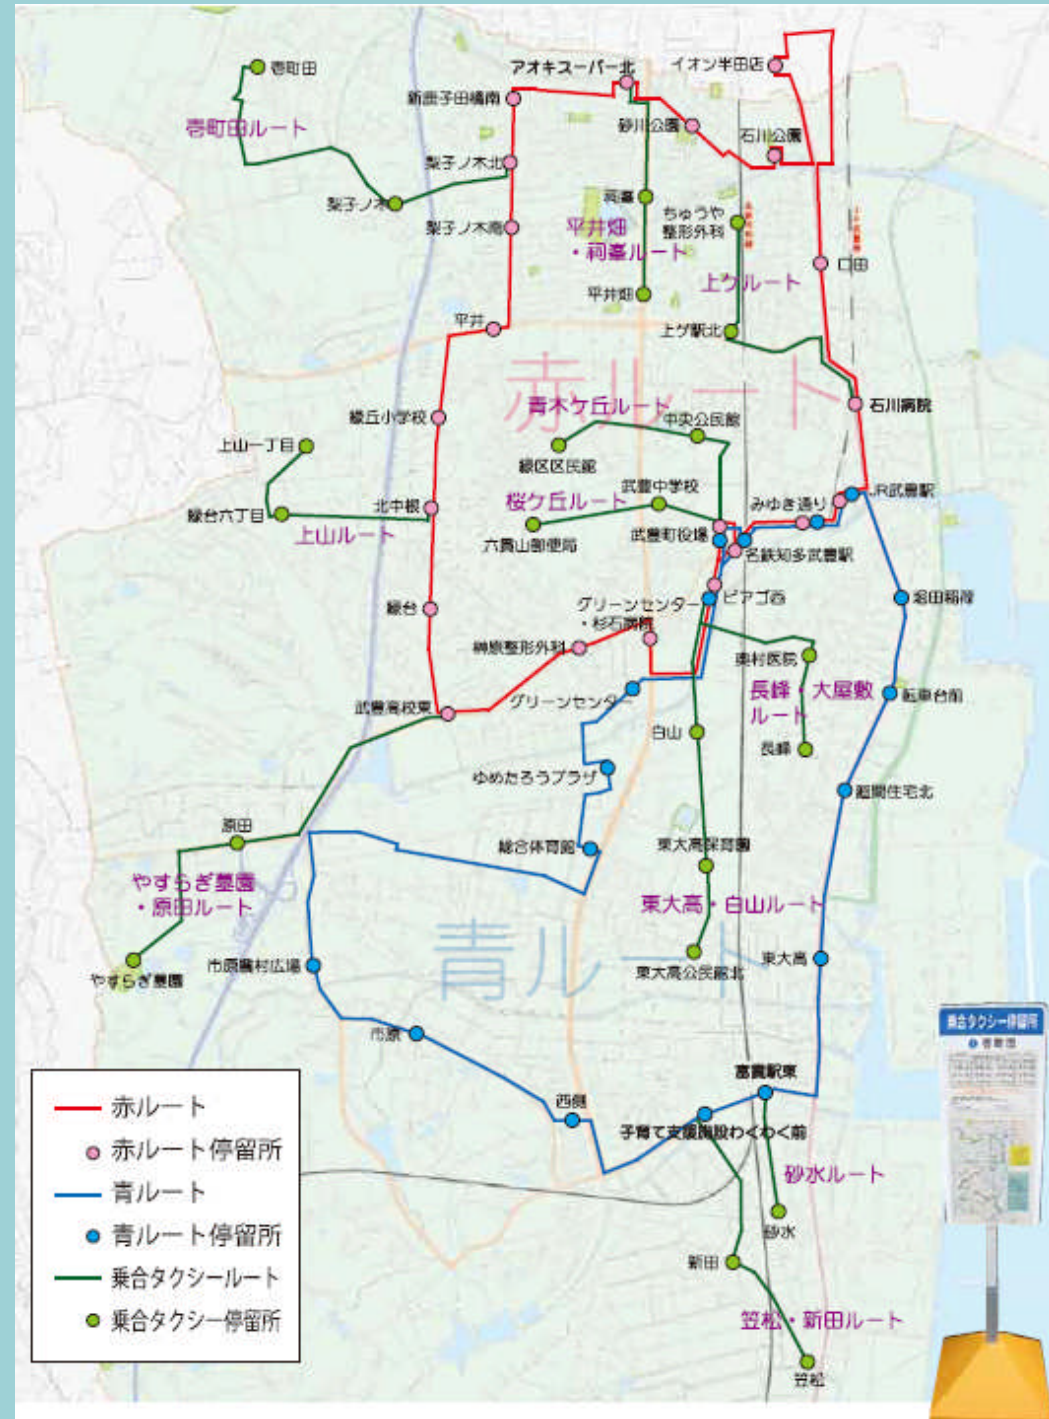 壱町田
アオキスーパー北
イオン半田店
新鹿子田橋南
壱町田ルート
砂川公園
石川公園
梨子ノ木北
梨子ノ木
高峯
ちゅうや
整形外科
梨子ノ木南
平井畑
・祠峯ルート
口田
上ゲルート
平井畑
平井
上ゲ駅北
赤ルート
石川病院
緑丘小学校
青木ケ丘ルート
中央公民館
上山一丁目
緑区区民館
武豊中学校
JR武豊駅
緑台六丁目
北中根
桜ケ丘ルート
みゆき通り
上山ルート
六貫山郵便局
武豊町役場
名鉄知多武豊駅
緑台
グリーンセンター
・杉石病院
ピアゴ西
堀田稲荷
榊原整形外科
奥村医院
長峰・大屋敷
ルート
グリーンセンター
転車台前
武豊高校東
白山
長峰
ゆめたろうプラザ
原田
総合体育館
東大高保育園
やすらぎ墓園
・原田ルート
東大高・白山ルート
青ルート
やすらぎ墓園
市原農村広場
東大高公民館北
東大高
乗合タクシー停留所
市原
富貴駅東
西側
子育て支援施設わくわく前
赤ルート
赤ルート停留所
青ルート
青ルート停留所
乗合タクシールート
乗合タクシー停留所
砂水ルート
砂水
新田
笠松・新田ルート
笠松